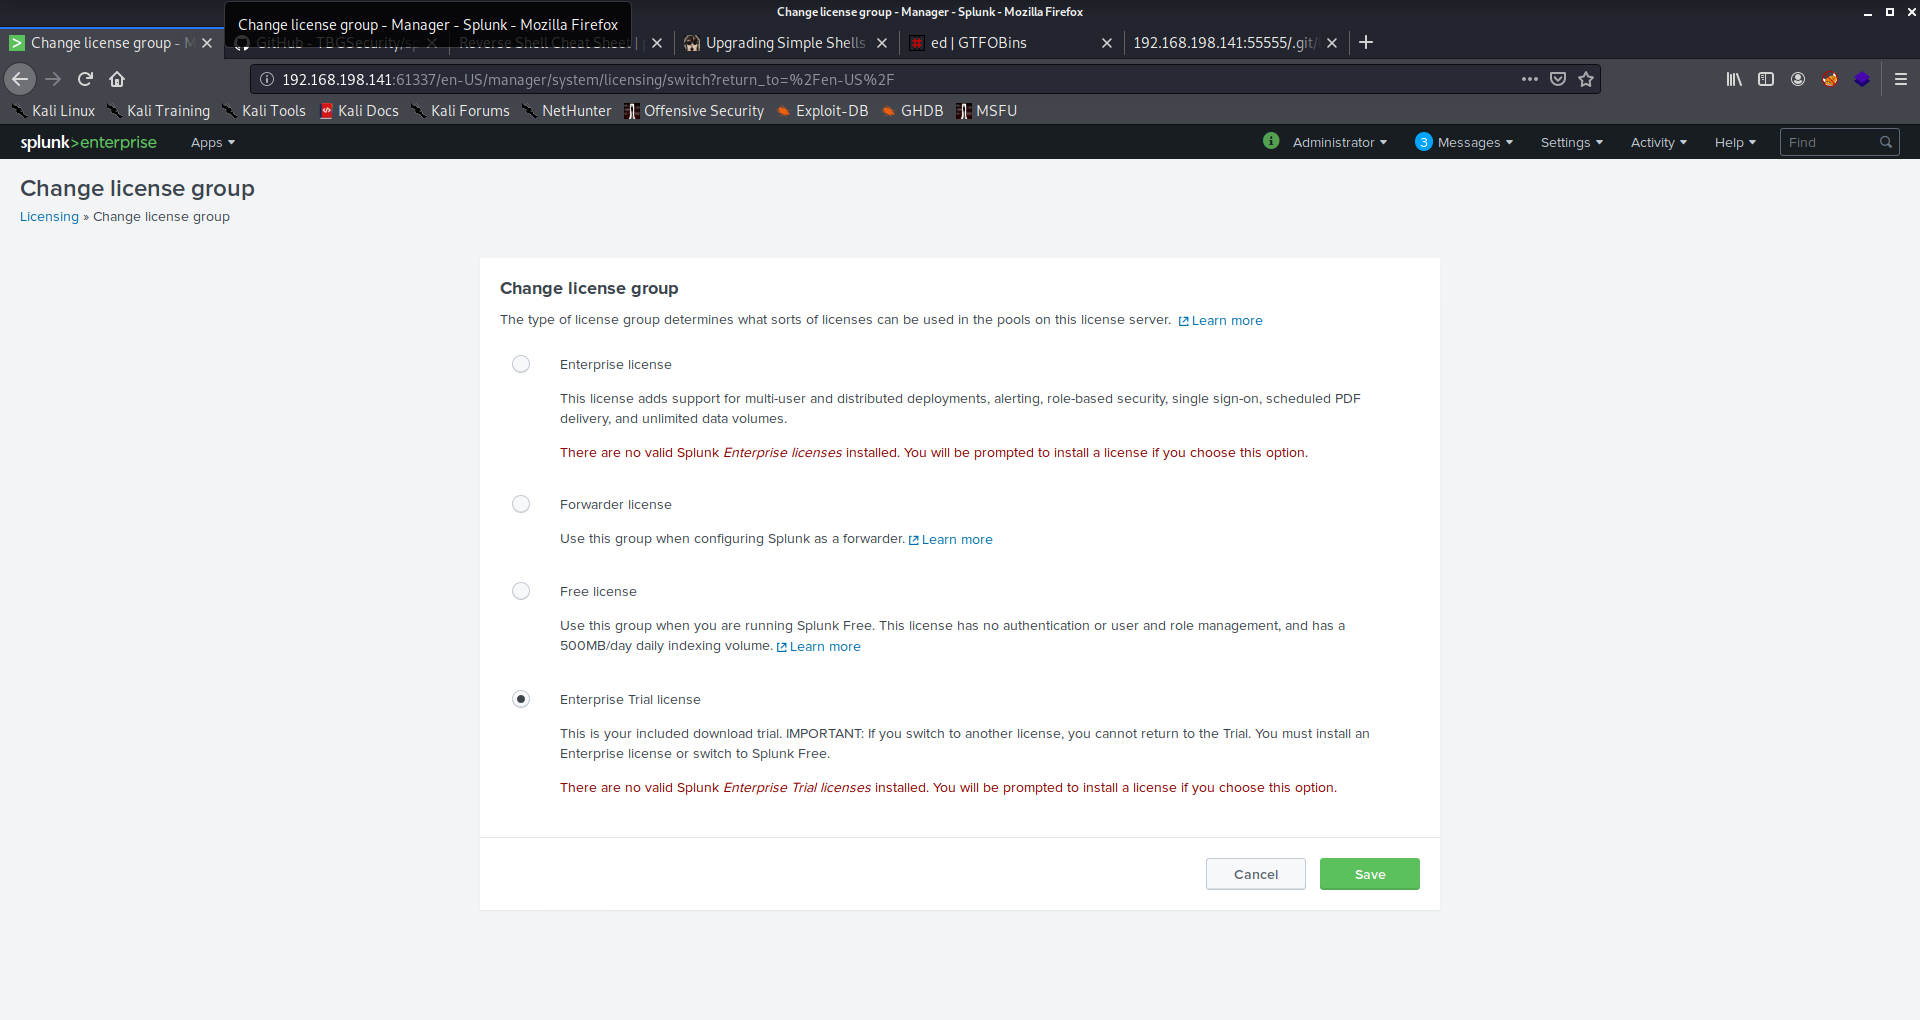 Change license group - Manager - Splunk - Mozilla Firefox
Change license group - Manager - Splunk - Mozilla Firefox
Change license group - M
GitHub - TBGSecurity/sp
Reverse Shell Cheat Sheet |
Upgrading Simple Shells
ed | GTFOBins
192.168.198.141:55555/.git/
192.168.198.141:61337/en-US/manager/system/licensing/switch?return_to=%2Fen-US%2F
Kali Linux Kali Training Kali Tools Kali Docs Kali Forums NetHunter Offensive Security Exploit-DB GHDB MSFU
splunk>enterprise Apps Administrator 3 Messages Settings Activity Help Find
Change license group
Licensing » Change license group
Change license group
The type of license group determines what sorts of licenses can be used in the pools on this license server. Learn more
Enterprise license
This license adds support for multi-user and distributed deployments, alerting, role-based security, single sign-on, scheduled PDF
delivery, and unlimited data volumes.
There are no valid Splunk Enterprise licenses installed. You will be prompted to install a license if you choose this option.
Forwarder license
Use this group when configuring Splunk as a forwarder. Learn more
Free license
Use this group when you are running Splunk Free. This license has no authentication or user and role management, and has a
500MB/day daily indexing volume. Learn more
Enterprise Trial license
This is your included download trial. IMPORTANT: If you switch to another license, you cannot return to the Trial. You must install an
Enterprise license or switch to Splunk Free.
There are no valid Splunk Enterprise Trial licenses installed. You will be prompted to install a license if you choose this option.
Cancel Save